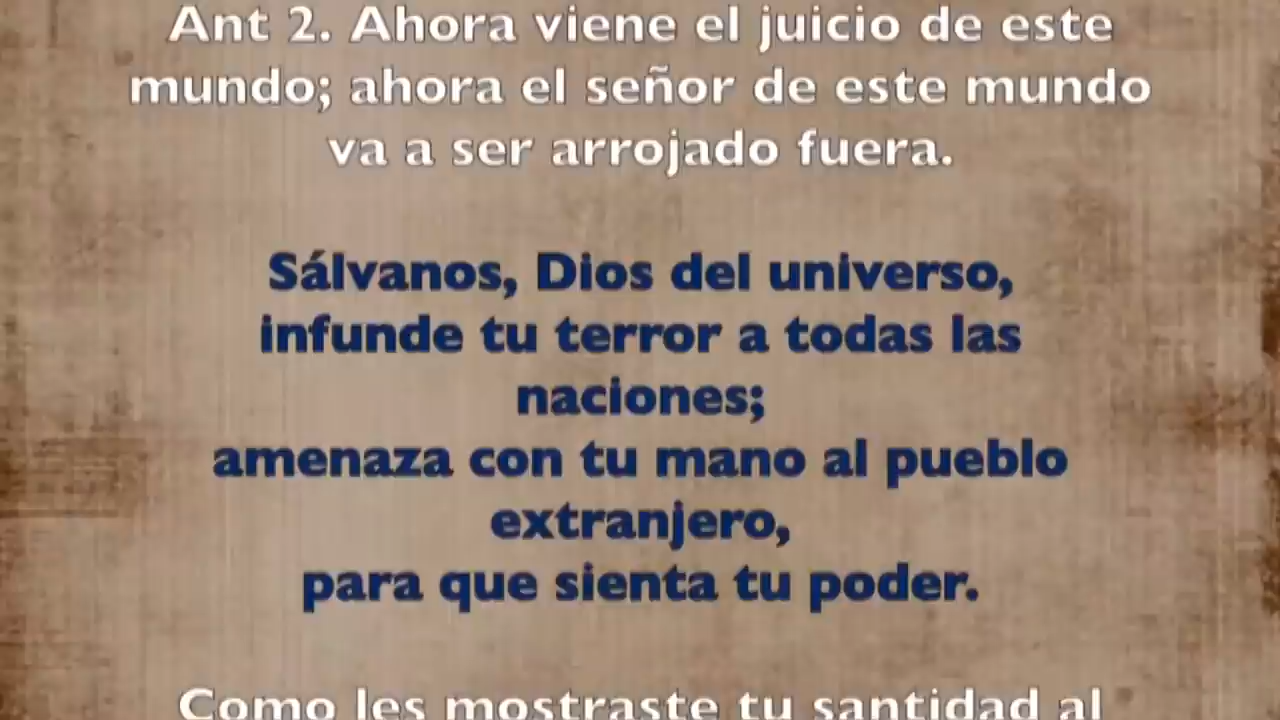 Ant 2. Ahora viene el juicio de este
mundo; ahora el señor de este mundo
va a ser arrojado fuera.
Sálvanos, Dios del universo,
infunde tu terror a todas las
naciones;
amenaza con tu mano al pueblo
extranjero,
para que sienta tu poder.
Como les mostraste tu santidad al